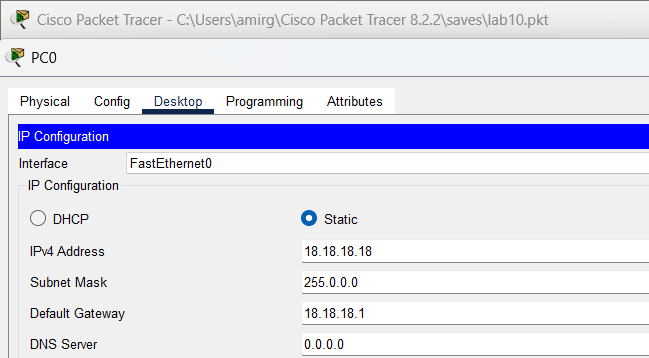 Cisco Packet Tracer - C:\Users\amirg\Cisco Packet Tracer 8.2.2\saves\lab10.pkt
PC0
Physical Config Desktop Programming Attributes
IP Configuration
Interface FastEthernet0
IP Configuration
DHCP Static
IPv4 Address 18.18.18.18
Subnet Mask 255.0.0.0
Default Gateway 18.18.18.1
DNS Server 0.0.0.0